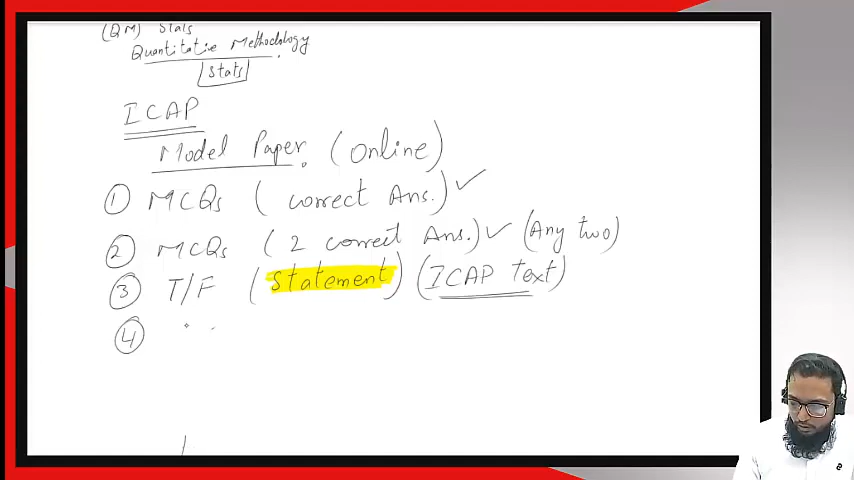 (QM) Stats
Quantitative Methodology
Stats
ICAP
Model Paper. (Online)
① MCQs (correct Ans.) ✓
② MCQs (2 correct Ans.) ✓ (Any two)
③ T/F (Statement) (ICAP Text)
④